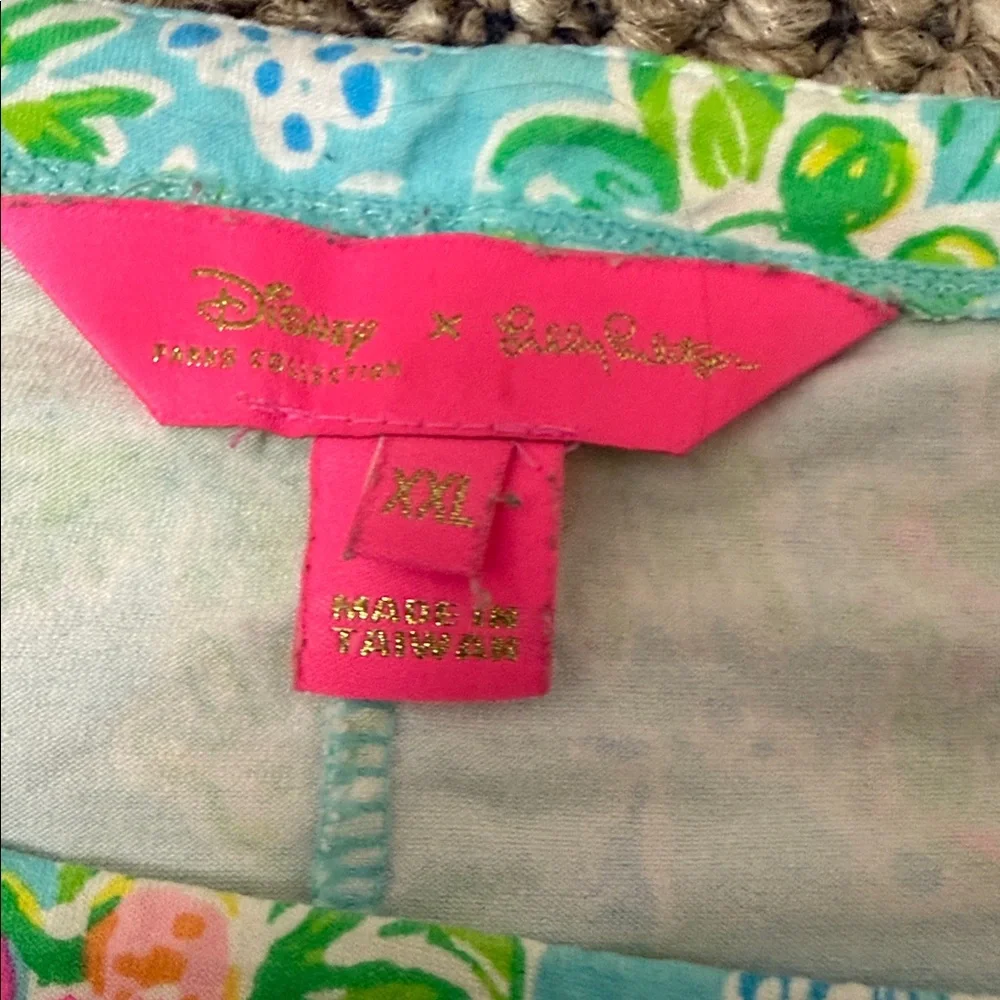 Disney × Lilly Pulitzer
PARKS COLLECTION
XXL
MADE IN
TAIWAN